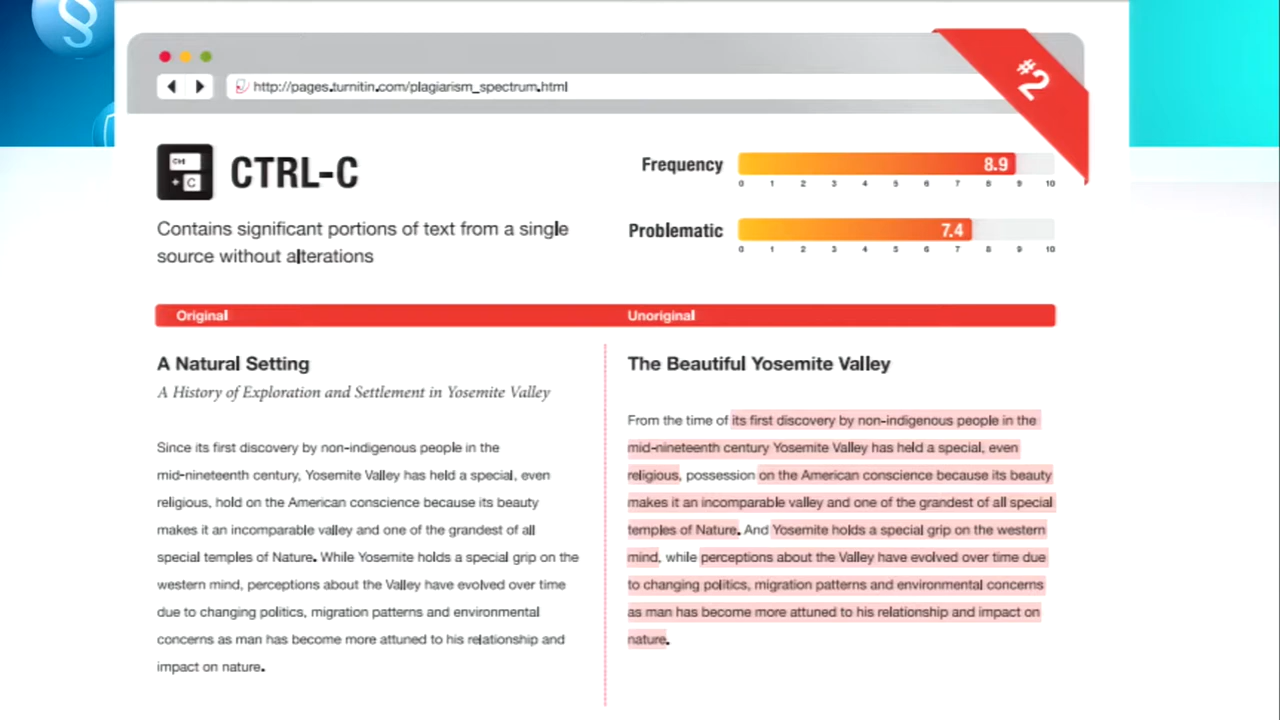 §
http://pages.turnitin.com/plagiarism_spectrum.html
#2
Ctrl
+ C
CTRL-C
Contains significant portions of text from a single
source without alterations
Frequency
8.9
0 1 2 3 4 5 6 7 8 9 10
Problematic
7.4
0 1 2 3 4 5 6 7 8 9 10
Original
Unoriginal
A Natural Setting
A History of Exploration and Settlement in Yosemite Valley
Since its first discovery by non-indigenous people in the
mid-nineteenth century, Yosemite Valley has held a special, even
religious, hold on the American conscience because its beauty
makes it an incomparable valley and one of the grandest of all
special temples of Nature. While Yosemite holds a special grip on the
western mind, perceptions about the Valley have evolved over time
due to changing politics, migration patterns and environmental
concerns as man has become more attuned to his relationship and
impact on nature.
The Beautiful Yosemite Valley
From the time of its first discovery by non-indigenous people in the
mid-nineteenth century Yosemite Valley has held a special, even
religious, possession on the American conscience because its beauty
makes it an incomparable valley and one of the grandest of all special
temples of Nature. And Yosemite holds a special grip on the western
mind, while perceptions about the Valley have evolved over time due
to changing politics, migration patterns and environmental concerns
as man has become more attuned to his relationship and impact on
nature.